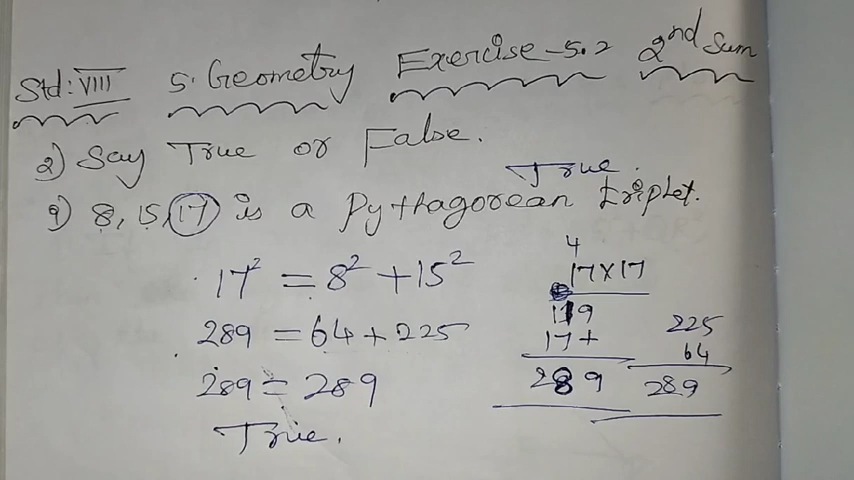 Std: VIII 5. Geometry Exercise-5.2 2nd Sum
2) Say True or False.
True.
9) 8, 15, 17 is a Pythagorean triplet.
17² = 8² + 15²
289 = 64 + 225
289 = 289
True.
4
17×17
119
17+
289
225
64
289